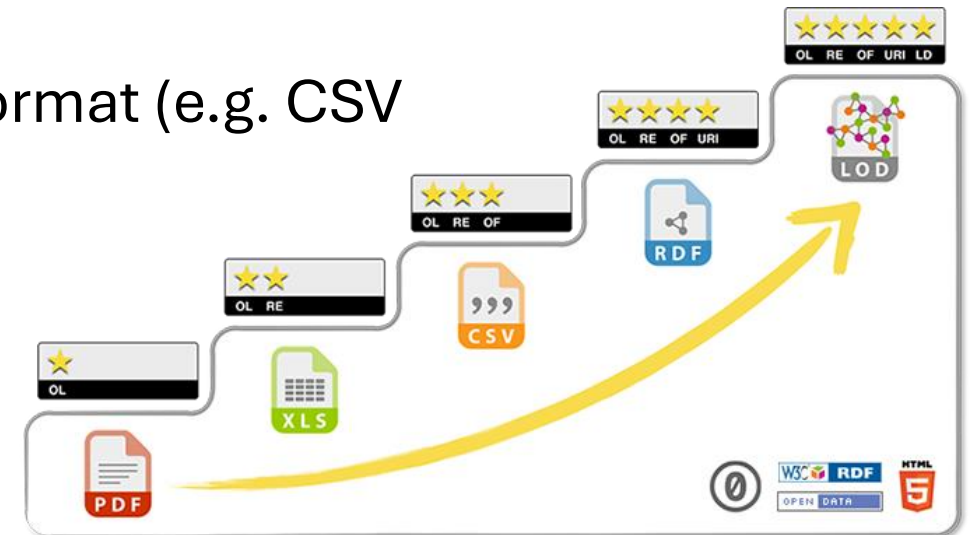 OL RE OF URI LD
ormat (e.g. CSV
OL RE OF URI
LOD
OL RE OF
RDF
OL RE
CSV
OL
XLS
PDF
W3C RDF
OPEN DATA
HTML
5